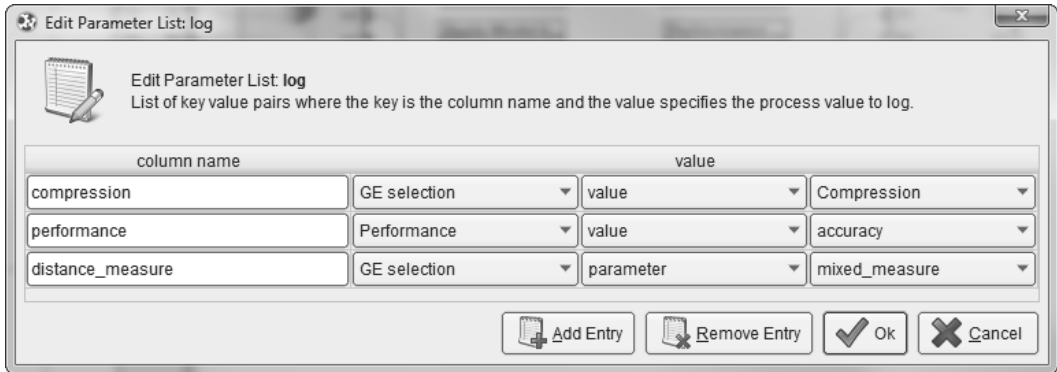 Edit Parameter List: log
Edit Parameter List: log
List of key value pairs where the key is the column name and the value specifies the process value to log.
column name value
compression GE selection value Compression
performance Performance value accuracy
distance_measure GE selection parameter mixed_measure
Add Entry Remove Entry Ok Cancel